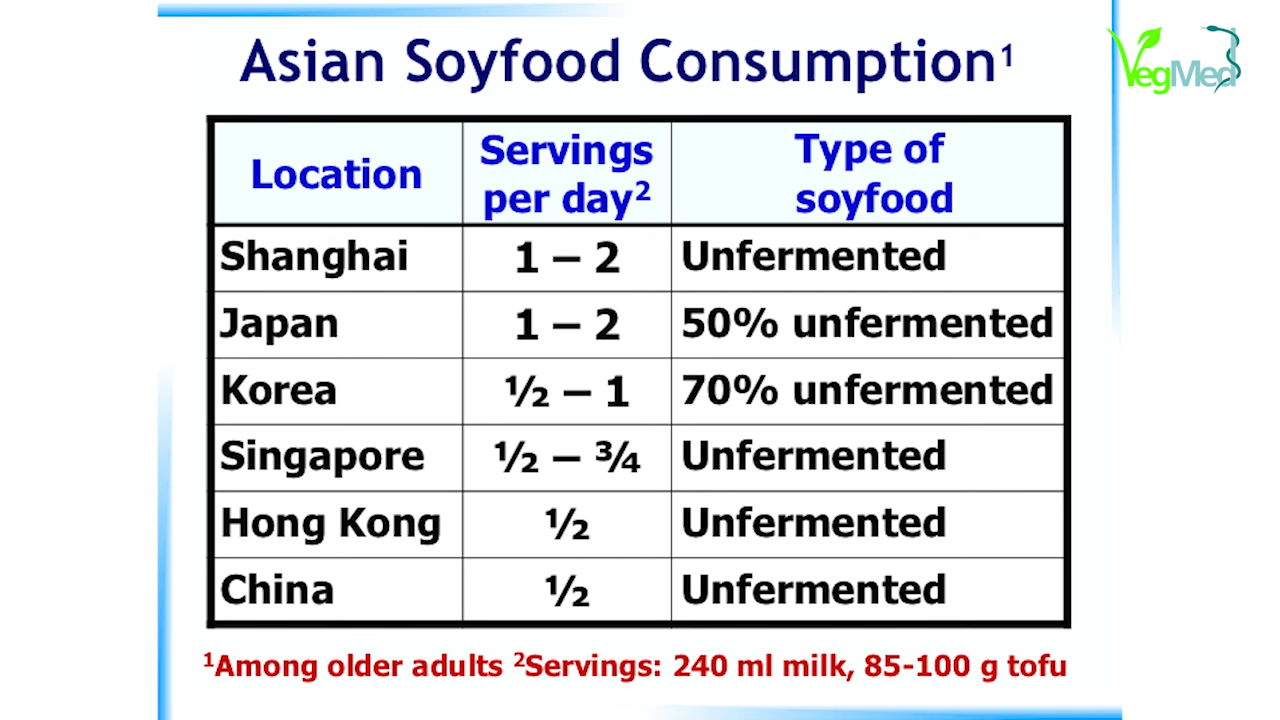 Asian Soyfood Consumption¹
VegMed
Location Servings per day² Type of soyfood
Shanghai 1 – 2 Unfermented
Japan 1 – 2 50% unfermented
Korea ½ – 1 70% unfermented
Singapore ½ – ¾ Unfermented
Hong Kong ½ Unfermented
China ½ Unfermented
¹Among older adults ²Servings: 240 ml milk, 85-100 g tofu